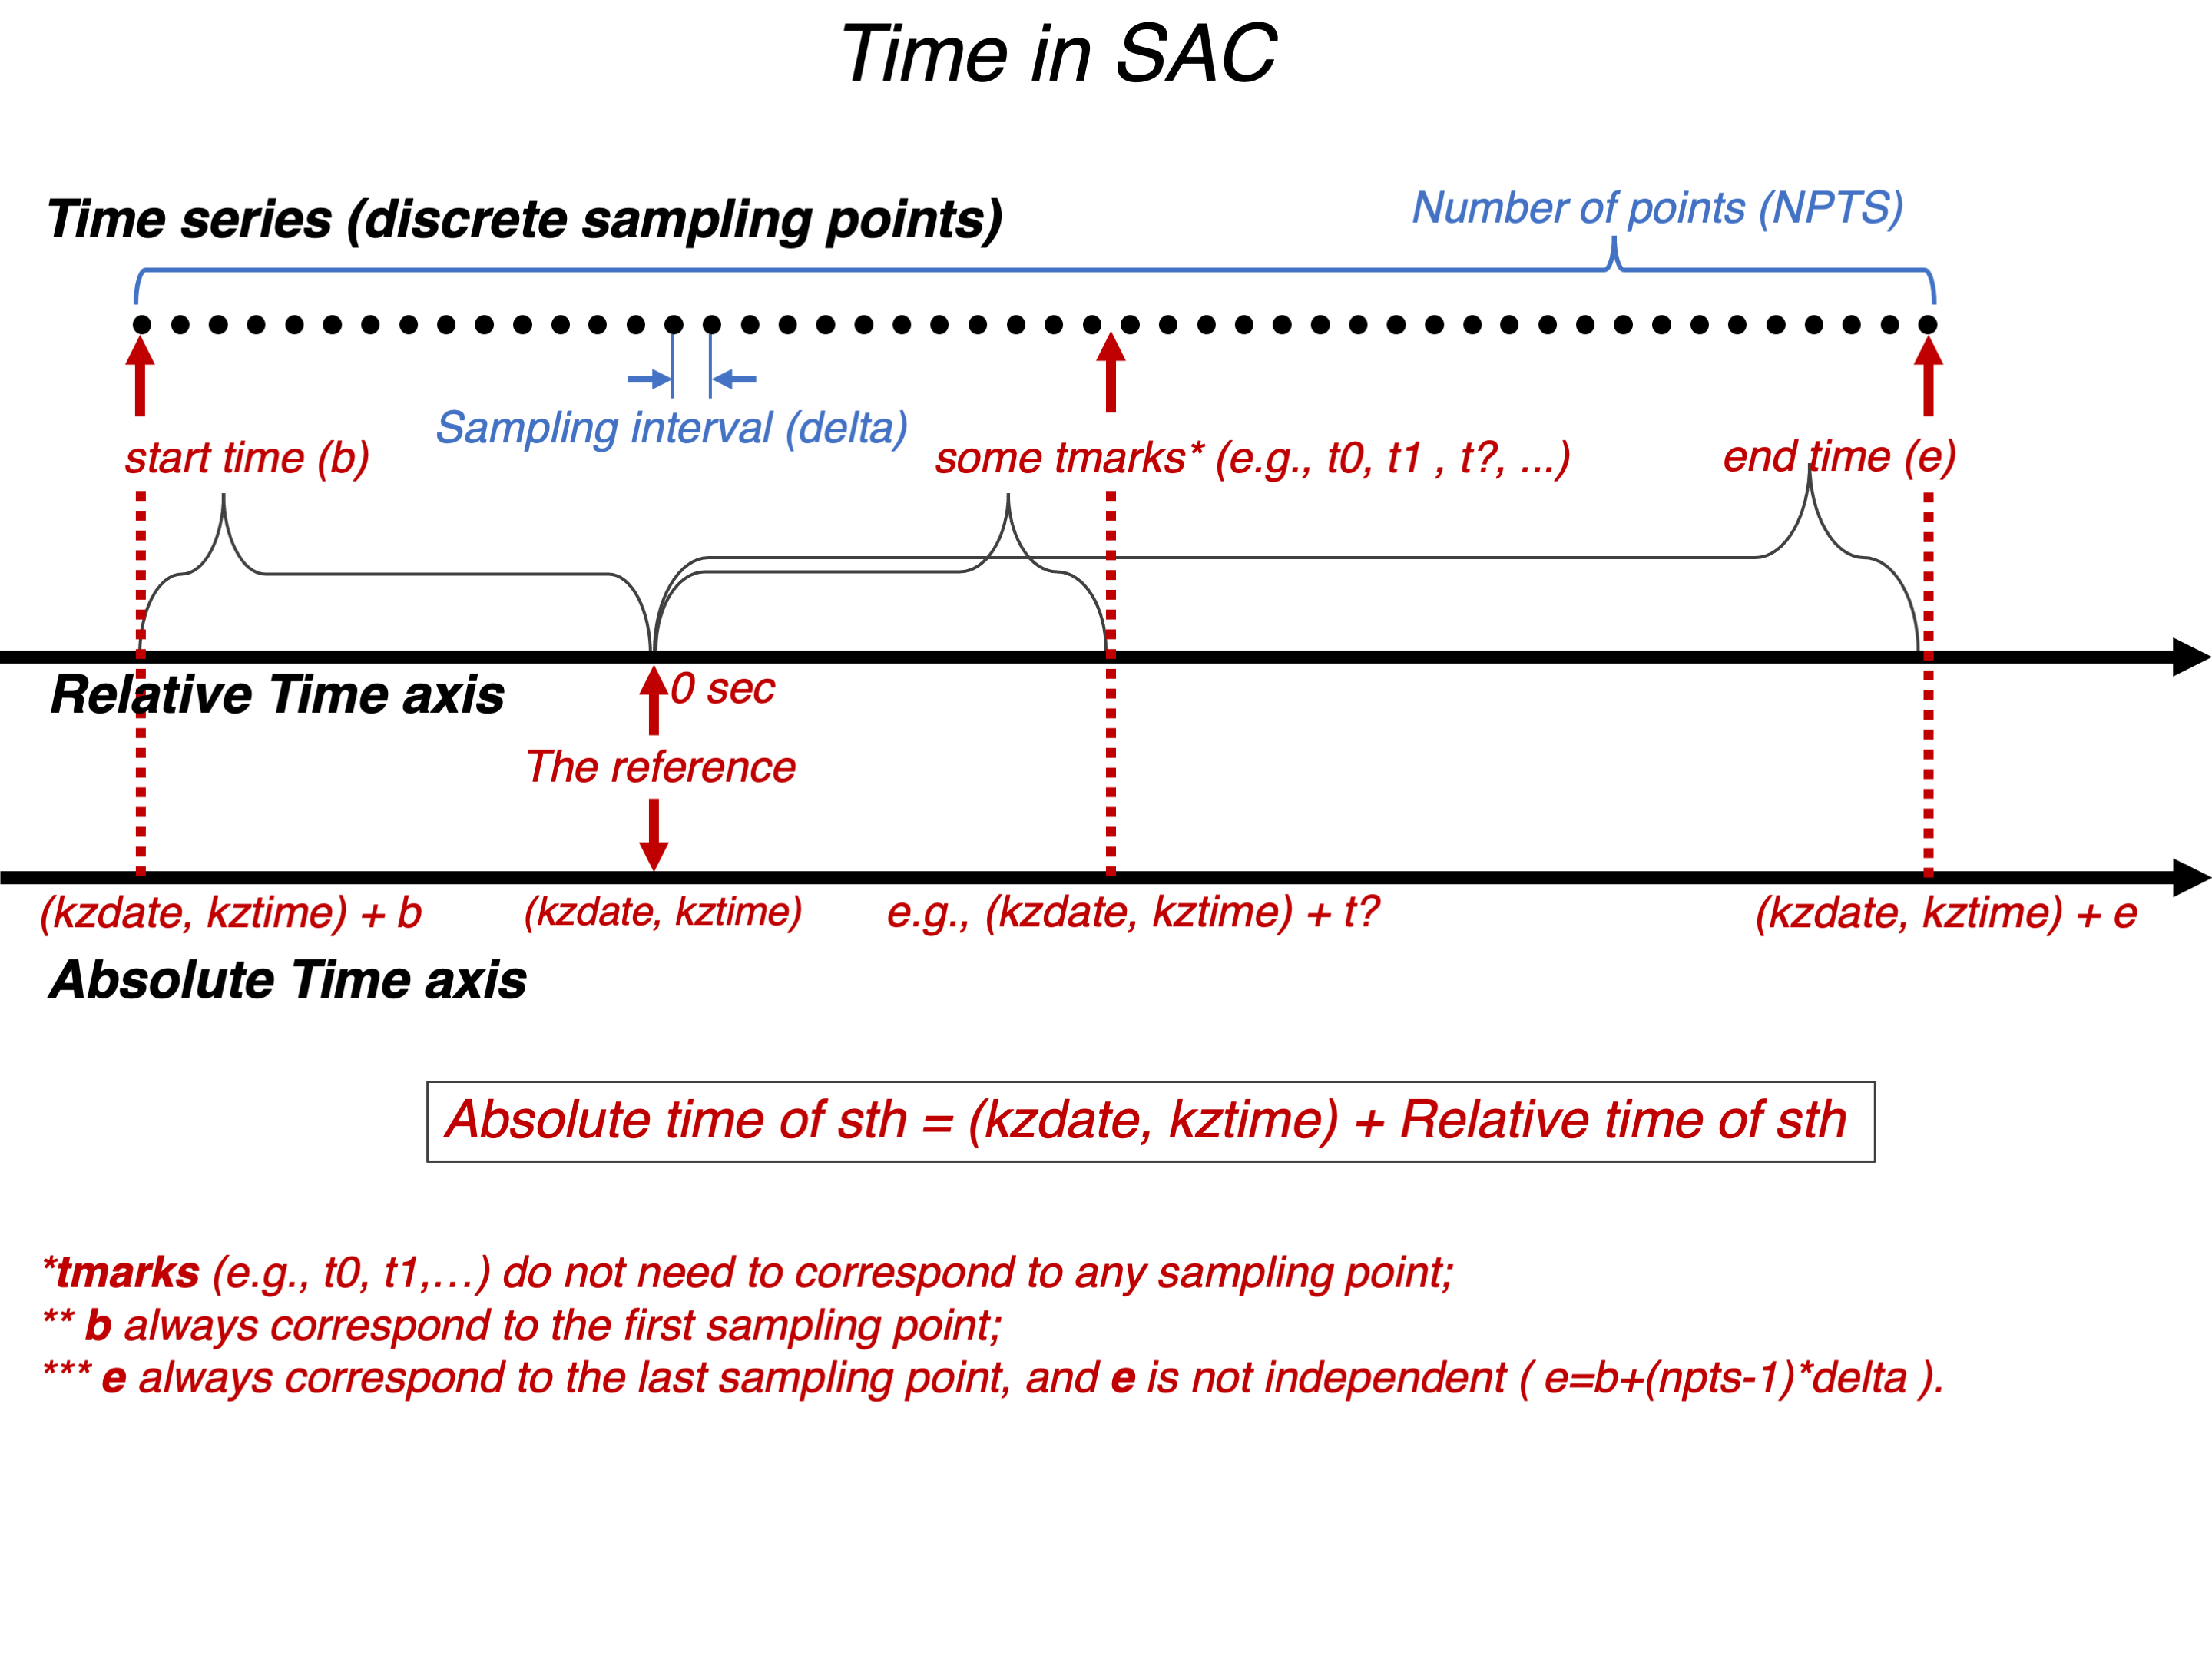 Time in SAC
Time series (discrete sampling points)
Number of points (NPTS)
Sampling interval (delta)
start time (b)
some tmarks* (e.g., t0, t1 , t?, ...)
end time (e)
Relative Time axis
0 sec
The reference
(kzdate, kztime) + b
(kzdate, kztime)
e.g., (kzdate, kztime) + t?
(kzdate, kztime) + e
Absolute Time axis
Absolute time of sth = (kzdate, kztime) + Relative time of sth
*tmarks (e.g., t0, t1,...) do not need to correspond to any sampling point;
** b always correspond to the first sampling point;
*** e always correspond to the last sampling point, and e is not independent ( e=b+(npts-1)*delta ).